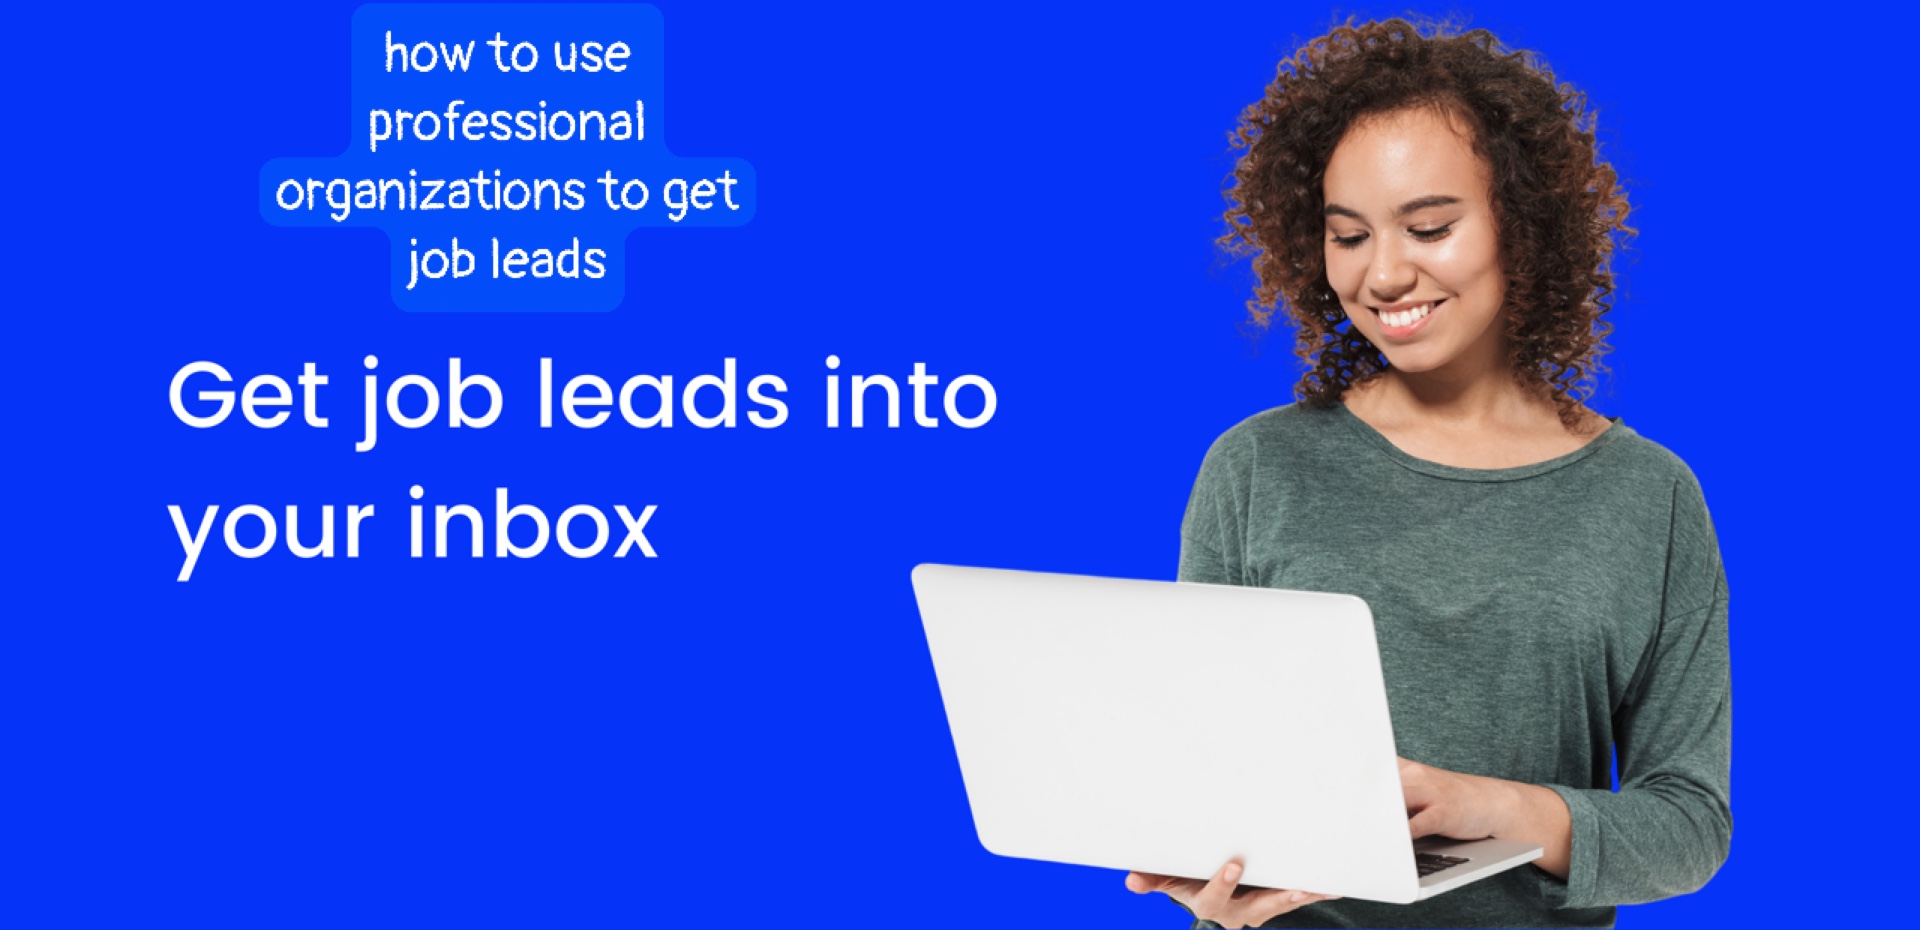 how to use
professional
organizations to get
job leads
Get job leads into
your inbox